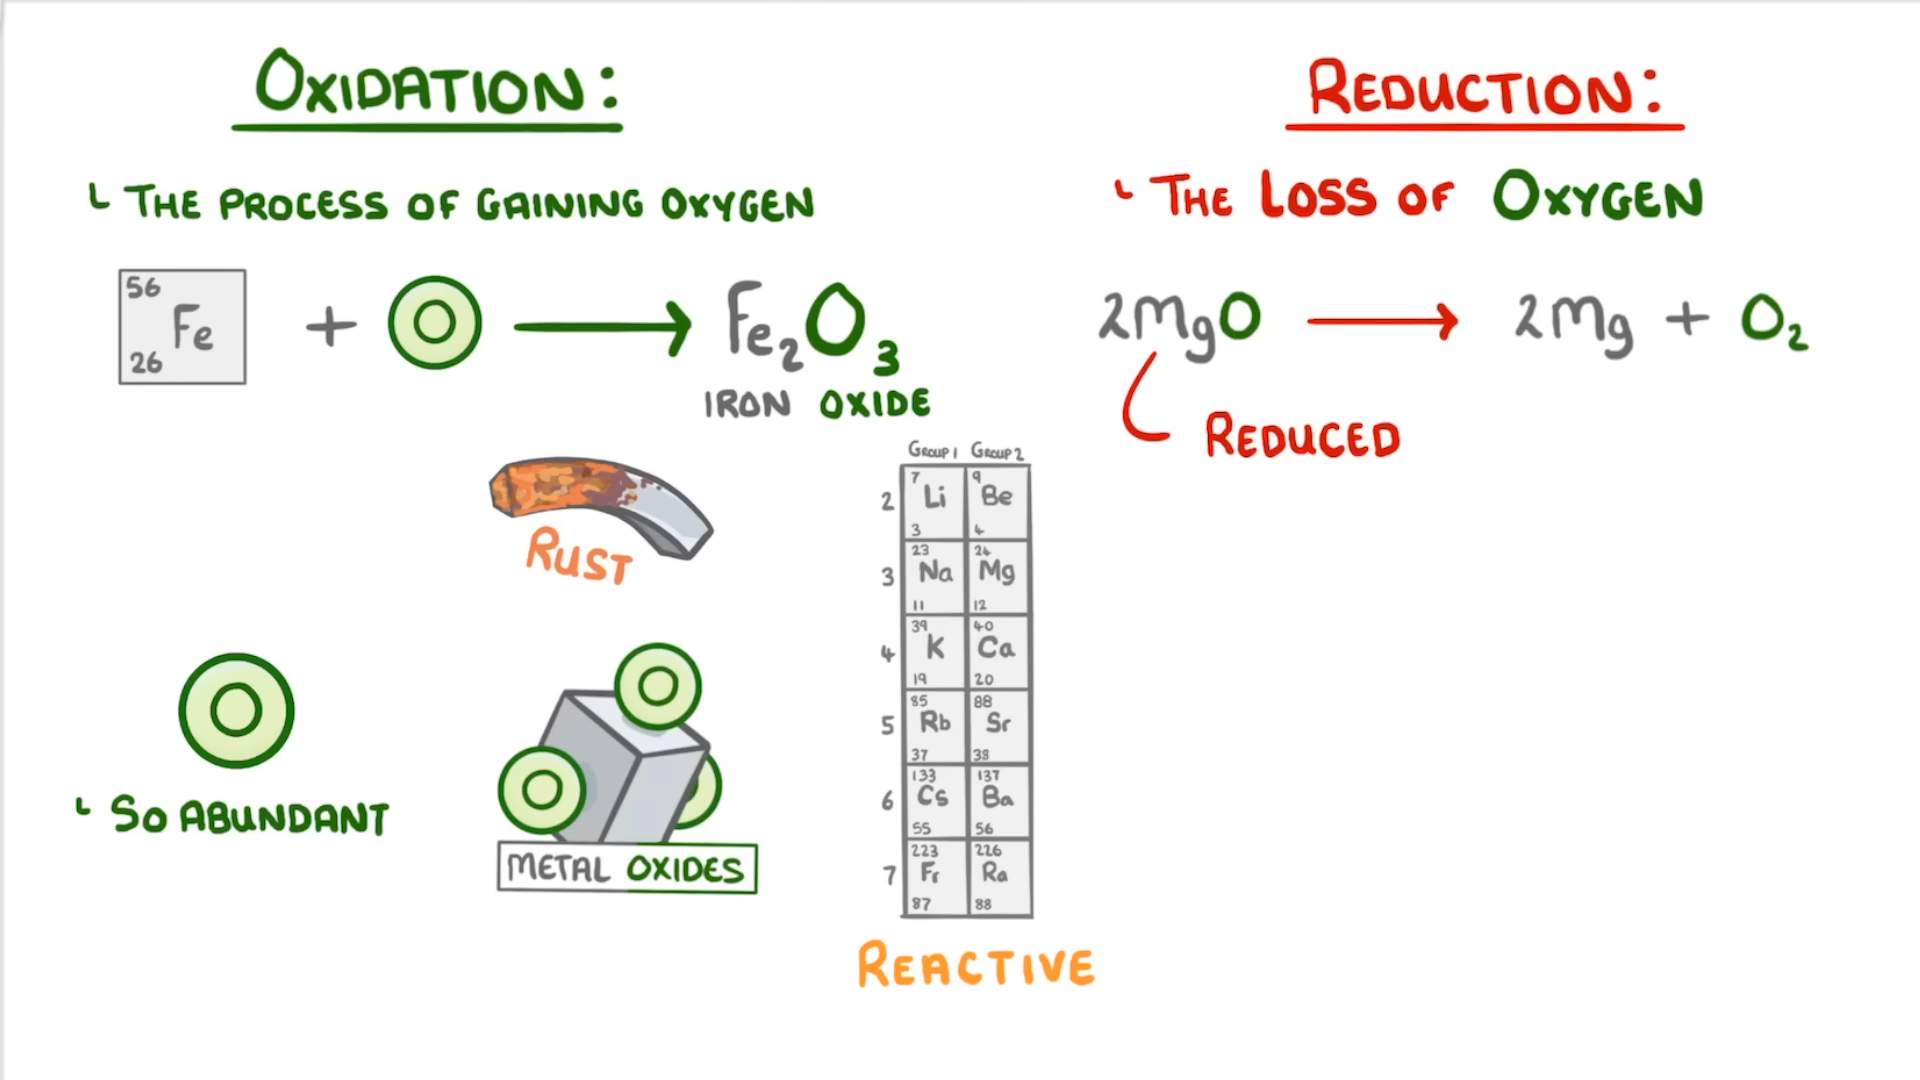 OXIDATION:
└ THE PROCESS OF GAINING OXYGEN
56
Fe
26
+ O → Fe₂O₃
IRON OXIDE
RUST
O
└ SO ABUNDANT
O
O
METAL OXIDES
GROUP 1 GROUP 2
7 9
2 Li Be
3 4
23 24
3 Na Mg
11 12
39 40
4 K Ca
19 20
85 88
5 Rb Sr
37 38
133 137
6 Cs Ba
55 56
223 226
7 Fr Ra
87 88
REACTIVE
REDUCTION:
└ THE LOSS OF OXYGEN
2MgO → 2Mg + O₂
REDUCED